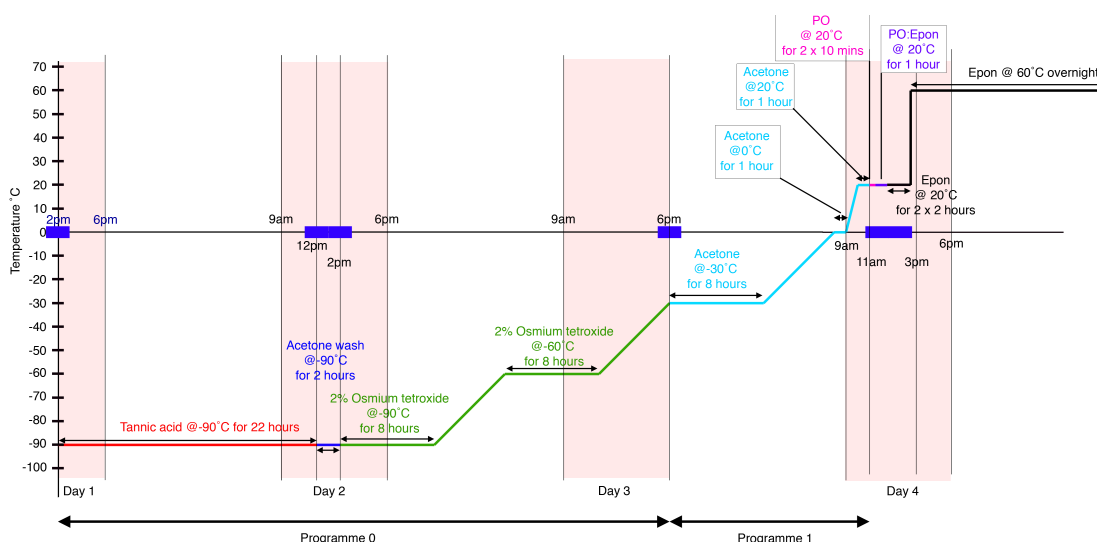 PO
@ 20˚C
for 2 x 10 mins
PO:Epon
@ 20˚C
for 1 hour
Acetone
@20˚C
for 1 hour
Epon @ 60˚C overnight
Acetone
@0˚C
for 1 hour
Epon
@ 20˚C
for 2 x 2 hours
Temperature ˚C
70
60
50
40
30
20
10
0
-10
-20
-30
-40
-50
-60
-70
-80
-90
-100
2pm
6pm
9am
12pm
2pm
6pm
9am
6pm
9am
11am
3pm
6pm
Acetone
@-30˚C
for 8 hours
2% Osmium tetroxide
@-60˚C
for 8 hours
Acetone wash
@-90˚C
for 2 hours
2% Osmium tetroxide
@-90˚C
for 8 hours
Tannic acid @-90˚C for 22 hours
Day 1
Day 2
Day 3
Day 4
Programme 0
Programme 1